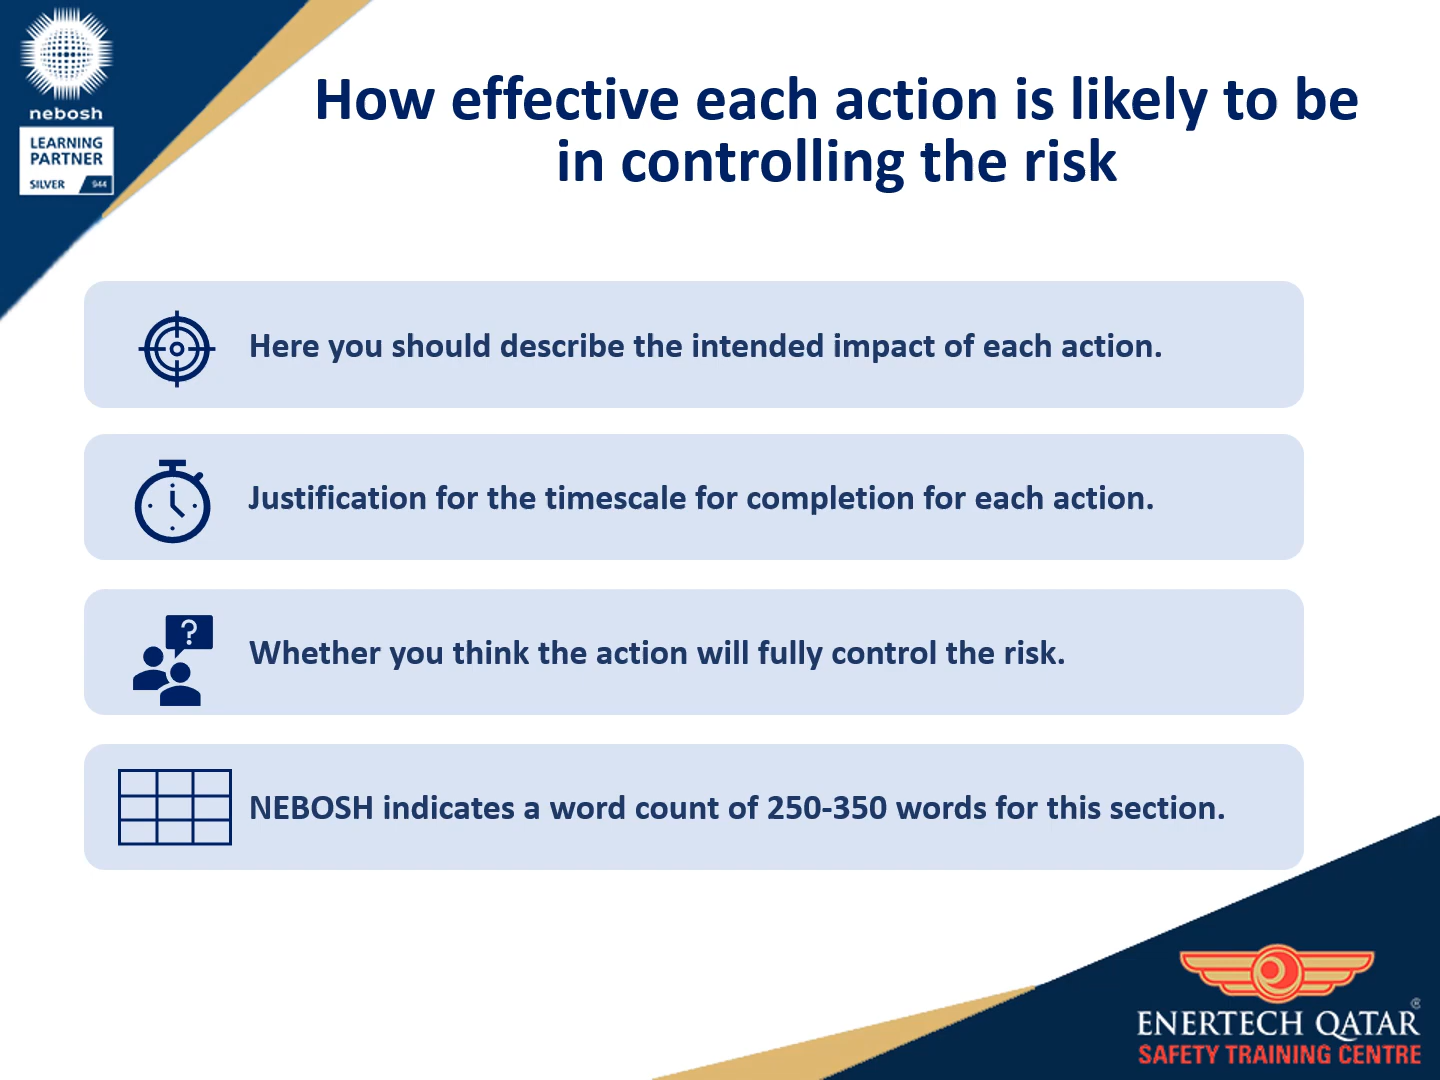 nebosh
LEARNING
PARTNER
SILVER 944
How effective each action is likely to be
in controlling the risk
Here you should describe the intended impact of each action.
Justification for the timescale for completion for each action.
?
Whether you think the action will fully control the risk.
NEBOSH indicates a word count of 250-350 words for this section.
ENERTECH QATAR®
SAFETY TRAINING CENTRE